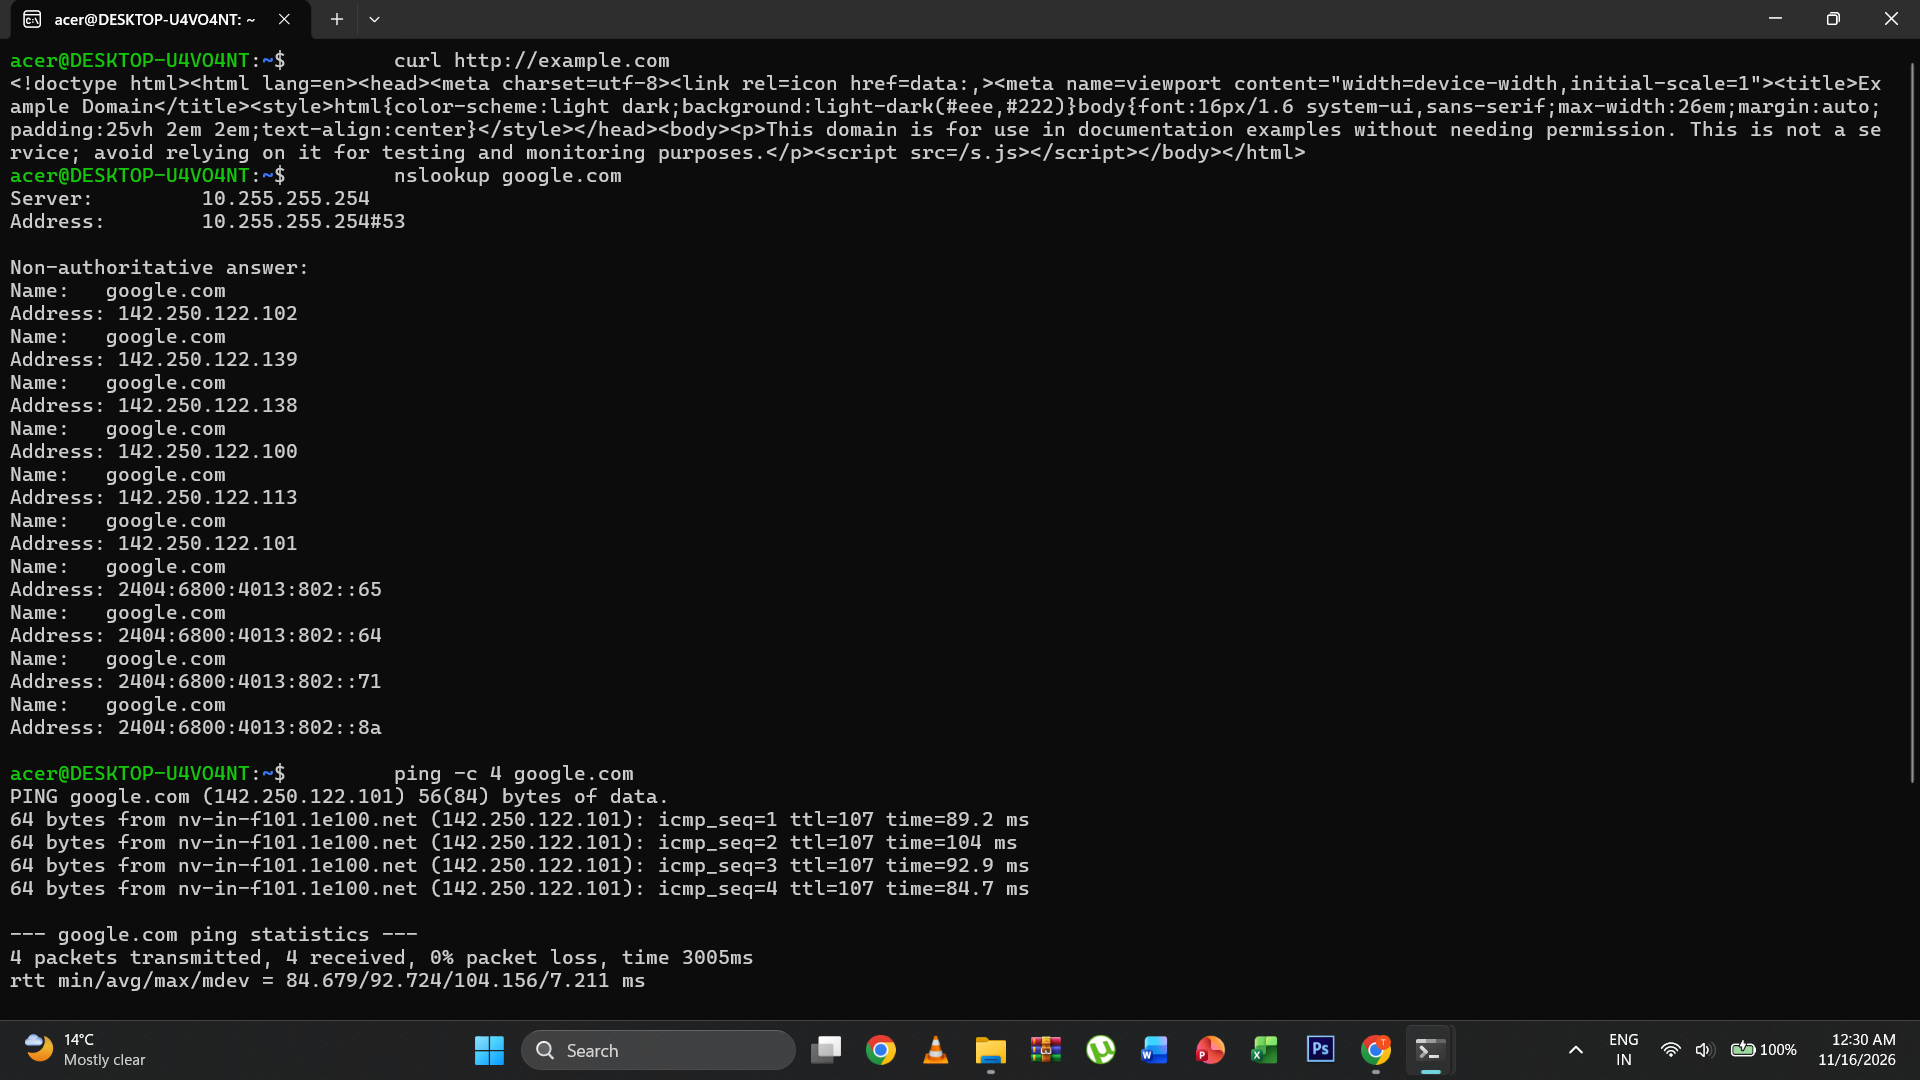 acer@DESKTOP-U4VO4NT: ~
acer@DESKTOP-U4VO4NT:~$         curl http://example.com
<!doctype html><html lang=en><head><meta charset=utf-8><link rel=icon href=data:,><meta name=viewport content="width=device-width,initial-scale=1"><title>Ex
ample Domain</title><style>html{color-scheme:light dark;background:light-dark(#eee,#222)}body{font:16px/1.6 system-ui,sans-serif;max-width:26em;margin:auto;
padding:25vh 2em 2em;text-align:center}</style></head><body><p>This domain is for use in documentation examples without needing permission. This is not a se
rvice; avoid relying on it for testing and monitoring purposes.</p><script src=/s.js></script></body></html>
acer@DESKTOP-U4VO4NT:~$         nslookup google.com
Server:         10.255.255.254
Address:        10.255.255.254#53

Non-authoritative answer:
Name:   google.com
Address: 142.250.122.102
Name:   google.com
Address: 142.250.122.139
Name:   google.com
Address: 142.250.122.138
Name:   google.com
Address: 142.250.122.100
Name:   google.com
Address: 142.250.122.113
Name:   google.com
Address: 142.250.122.101
Name:   google.com
Address: 2404:6800:4013:802::65
Name:   google.com
Address: 2404:6800:4013:802::64
Name:   google.com
Address: 2404:6800:4013:802::71
Name:   google.com
Address: 2404:6800:4013:802::8a

acer@DESKTOP-U4VO4NT:~$         ping -c 4 google.com
PING google.com (142.250.122.101) 56(84) bytes of data.
64 bytes from nv-in-f101.1e100.net (142.250.122.101): icmp_seq=1 ttl=107 time=89.2 ms
64 bytes from nv-in-f101.1e100.net (142.250.122.101): icmp_seq=2 ttl=107 time=104 ms
64 bytes from nv-in-f101.1e100.net (142.250.122.101): icmp_seq=3 ttl=107 time=92.9 ms
64 bytes from nv-in-f101.1e100.net (142.250.122.101): icmp_seq=4 ttl=107 time=84.7 ms

--- google.com ping statistics ---
4 packets transmitted, 4 received, 0% packet loss, time 3005ms
rtt min/avg/max/mdev = 84.679/92.724/104.156/7.211 ms
14°C
Mostly clear
Search
Ps
ENG
IN
100%
12:30 AM
11/16/2026